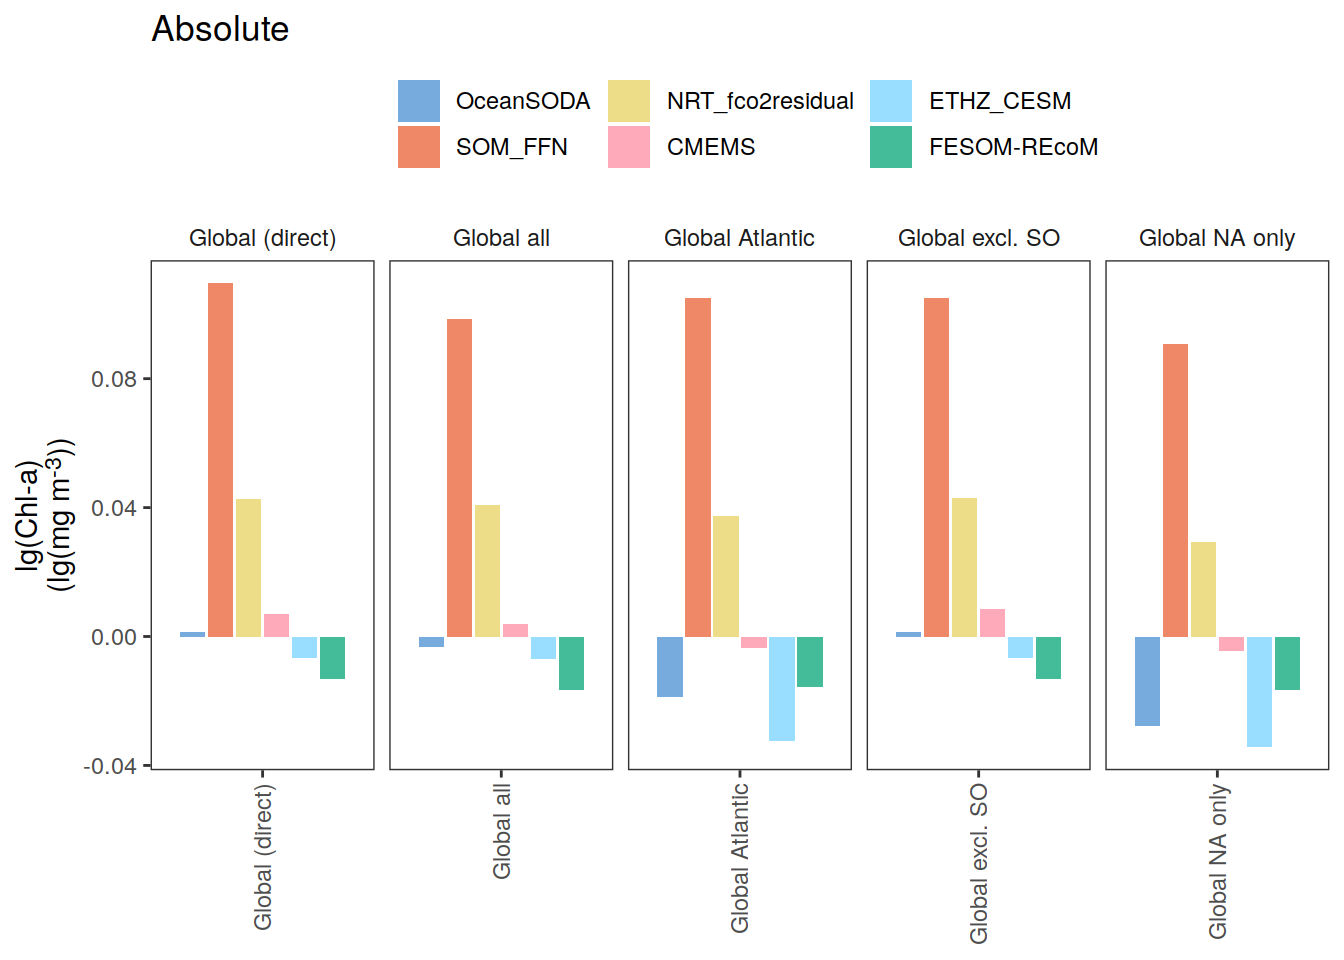 Absolute
OceanSODA
NRT_fco2residual
ETHZ_CESM
SOM_FFN
CMEMS
FESOM-REcoM
Global (direct)
Global all
Global Atlantic
Global excl. SO
Global NA only
lg(Chl-a)
(lg(mg m-3))
0.08
0.04
0.00
-0.04
Global (direct)
Global all
Global Atlantic
Global excl. SO
Global NA only